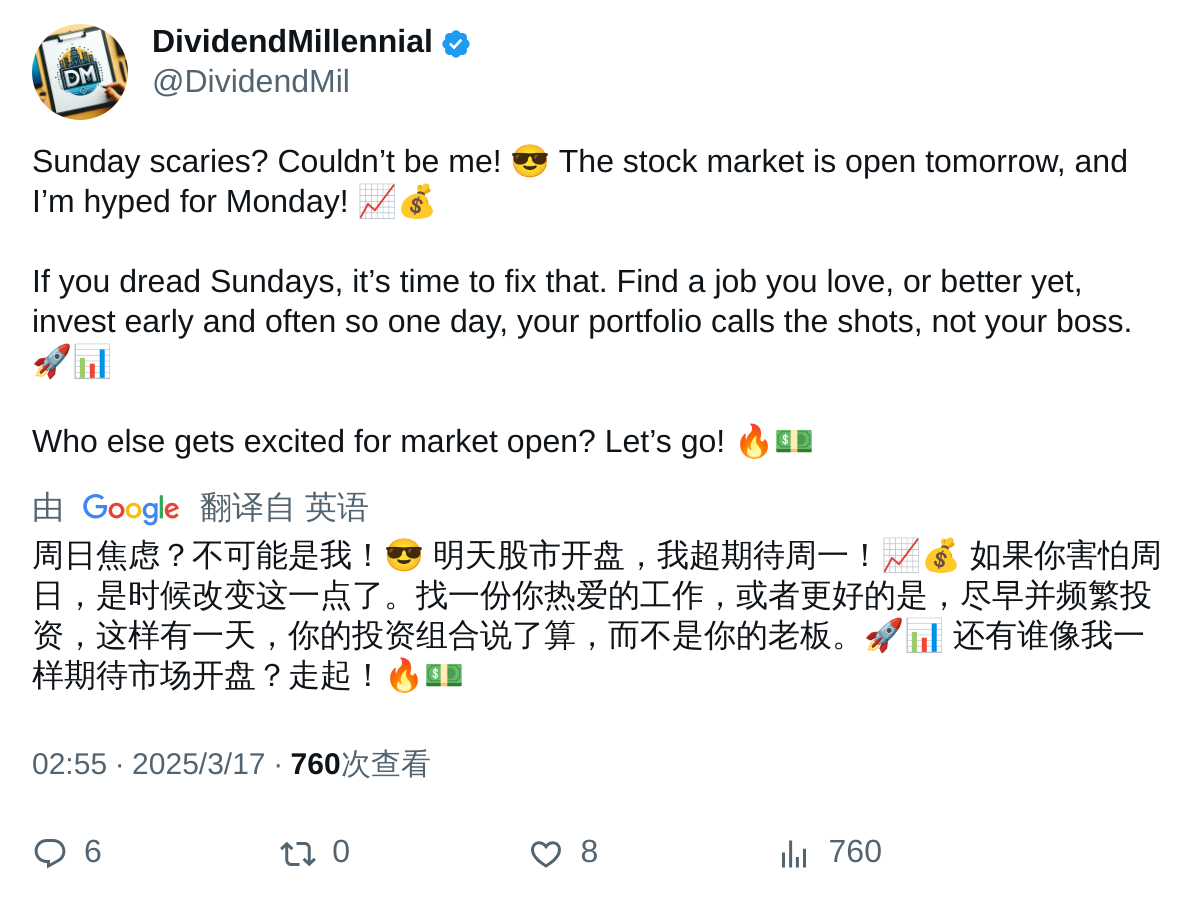 DividendMillennial
@DividendMil
DM
Sunday scaries? Couldn’t be me! 😎 The stock market is open tomorrow, and
I’m hyped for Monday! 📈💰
If you dread Sundays, it’s time to fix that. Find a job you love, or better yet,
invest early and often so one day, your portfolio calls the shots, not your boss.
🚀📊
Who else gets excited for market open? Let’s go! 🔥💵
由 Google 翻译自 英语
周日焦虑？不可能是我！😎 明天股市开盘，我超期待周一！📈💰 如果你害怕周
日，是时候改变这一点了。找一份你热爱的工作，或者更好的是，尽早并频繁投
资，这样有一天，你的投资组合说了算，而不是你的老板。🚀📊 还有谁像我一
样期待市场开盘？走起！🔥💵
02:55 · 2025/3/17 · 760次查看
6 0 8 760